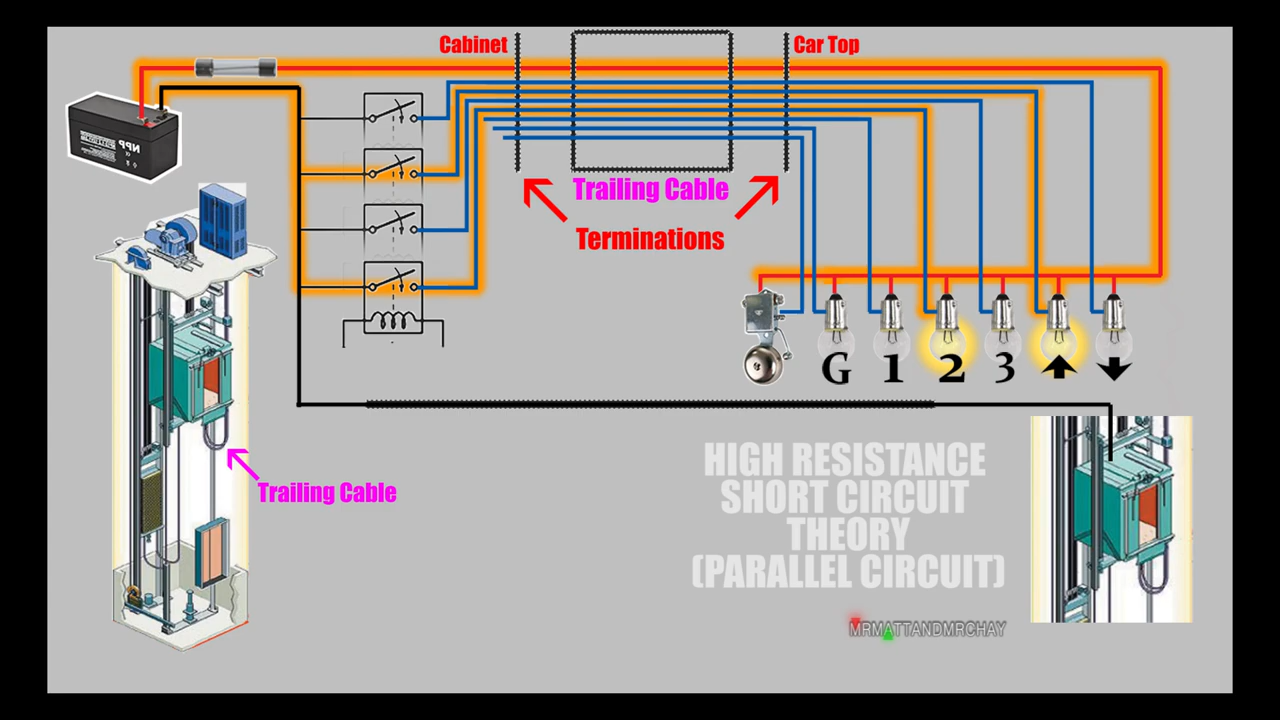 Cabinet
Car Top
Trailing Cable
Terminations
G 1 2 3
Trailing Cable
HIGH RESISTANCE
SHORT CIRCUIT
THEORY
(PARALLEL CIRCUIT)
MRMATTANDMRCHAY